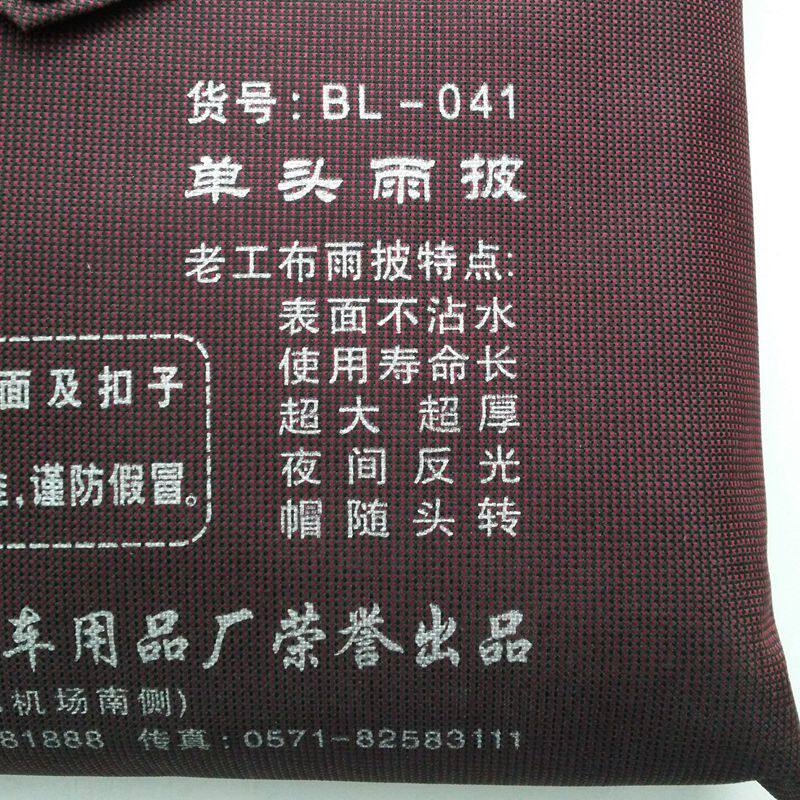 货号: BL-041
单头雨披
老工布雨披特点:
表面不沾水
使用寿命长
超大超厚
夜间反光
帽随头转
面及扣子
,谨防假冒。
车用品厂荣誉出品
机场南侧)
81888 传真: 0571-82583111